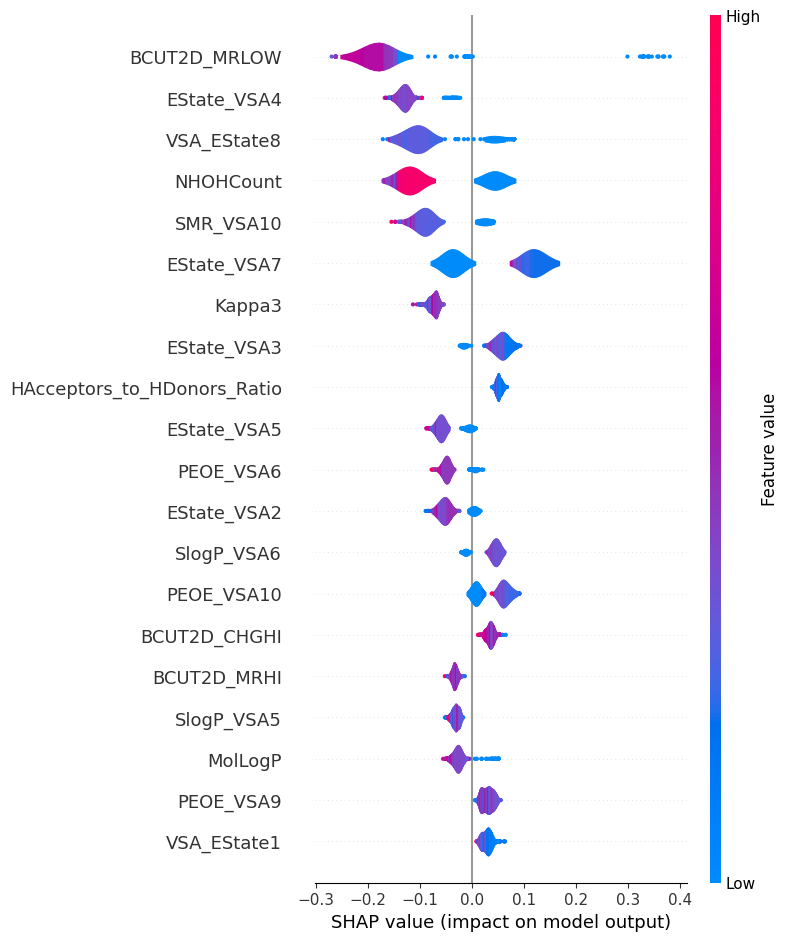 High
BCUT2D_MRLOW
EState_VSA4
VSA_EState8
NHOHCount
SMR_VSA10
EState_VSA7
Kappa3
EState_VSA3
HAcceptors_to_HDonors_Ratio
EState_VSA5
PEOE_VSA6
EState_VSA2
SlogP_VSA6
PEOE_VSA10
BCUT2D_CHGHI
BCUT2D_MRHI
SlogP_VSA5
MolLogP
PEOE_VSA9
VSA_EState1
Feature value
Low
−0.3 −0.2 −0.1 0.0 0.1 0.2 0.3 0.4
SHAP value (impact on model output)